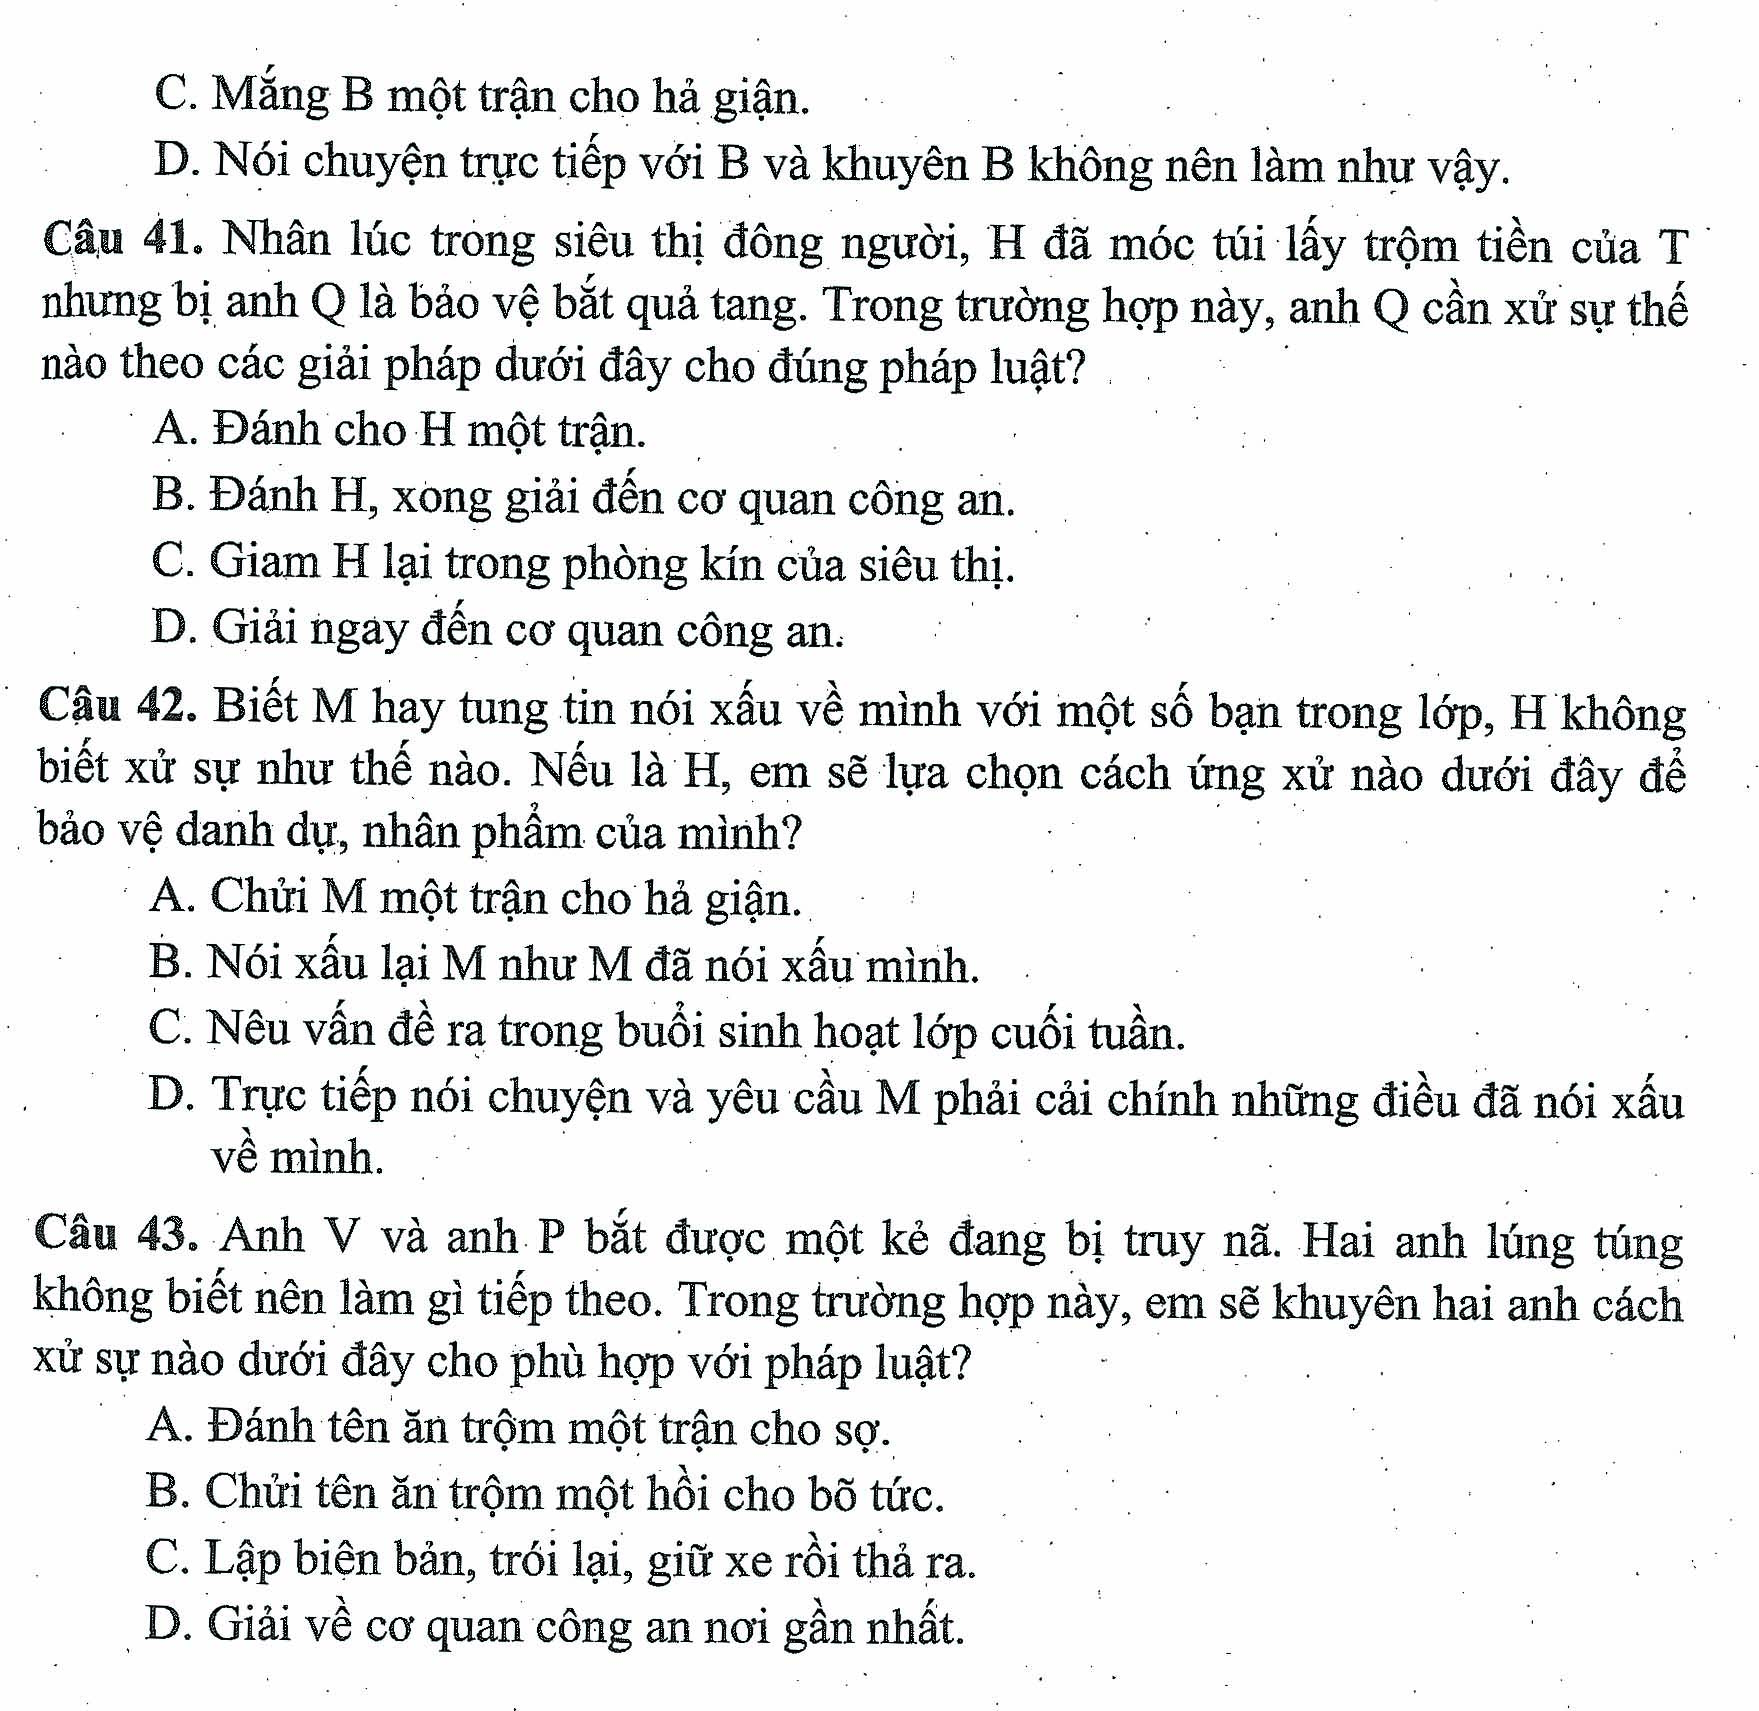 C. Mắng B một trận cho hả giận.
D. Nói chuyện trực tiếp với B và khuyên B không nên làm như vậy.
Câu 41. Nhân lúc trong siêu thị đông người, H đã móc túi lấy trộm tiền của T
nhưng bị anh Q là bảo vệ bắt quả tang. Trong trường hợp này, anh Q cần xử sự thế
nào theo các giải pháp dưới đây cho đúng pháp luật?
A. Đánh cho H một trận.
B. Đánh H, xong giải đến cơ quan công an.
C. Giam H lại trong phòng kín của siêu thị.
D. Giải ngay đến cơ quan công an.
Câu 42. Biết M hay tung tin nói xấu về mình với một số bạn trong lớp, H không
biết xử sự như thế nào. Nếu là H, em sẽ lựa chọn cách ứng xử nào dưới đây để
bảo vệ danh dự, nhân phẩm của mình?
A. Chửi M một trận cho hả giận.
B. Nói xấu lại M như M đã nói xấu mình.
C. Nêu vấn đề ra trong buổi sinh hoạt lớp cuối tuần.
D. Trực tiếp nói chuyện và yêu cầu M phải cải chính những điều đã nói xấu
về mình.
Câu 43. Anh V và anh P bắt được một kẻ đang bị truy nã. Hai anh lúng túng
không biết nên làm gì tiếp theo. Trong trường hợp này, em sẽ khuyên hai anh cách
xử sự nào dưới đây cho phù hợp với pháp luật?
A. Đánh tên ăn trộm một trận cho sợ.
B. Chửi tên ăn trộm một hồi cho bõ tức.
C. Lập biên bản, trói lại, giữ xe rồi thả ra.
D. Giải về cơ quan công an nơi gần nhất.